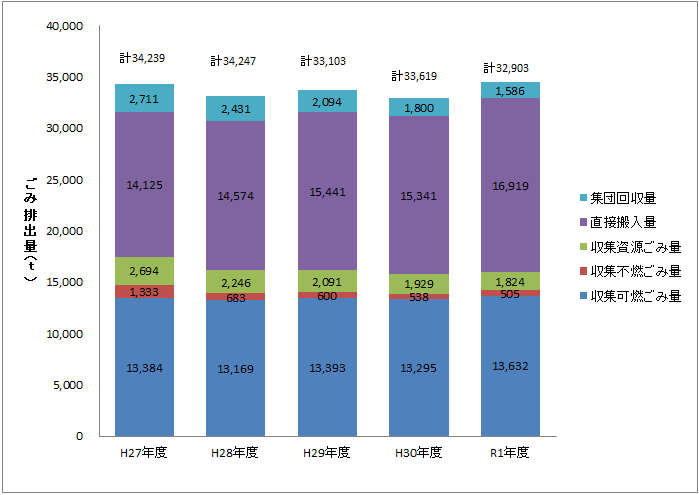 40,000
35,000
30,000
25,000
20,000
15,000
10,000
5,000
0
ごみ排出量(t)
計34,239
計34,247
計33,103
計33,619
計32,903
2,711
2,431
2,094
1,800
1,586
14,125
14,574
15,441
15,341
16,919
2,694
2,246
2,091
1,929
1,824
1,333
683
600
538
505
13,384
13,169
13,393
13,295
13,632
H27年度
H28年度
H29年度
H30年度
R1年度
集団回収量
直接搬入量
収集資源ごみ量
収集不燃ごみ量
収集可燃ごみ量